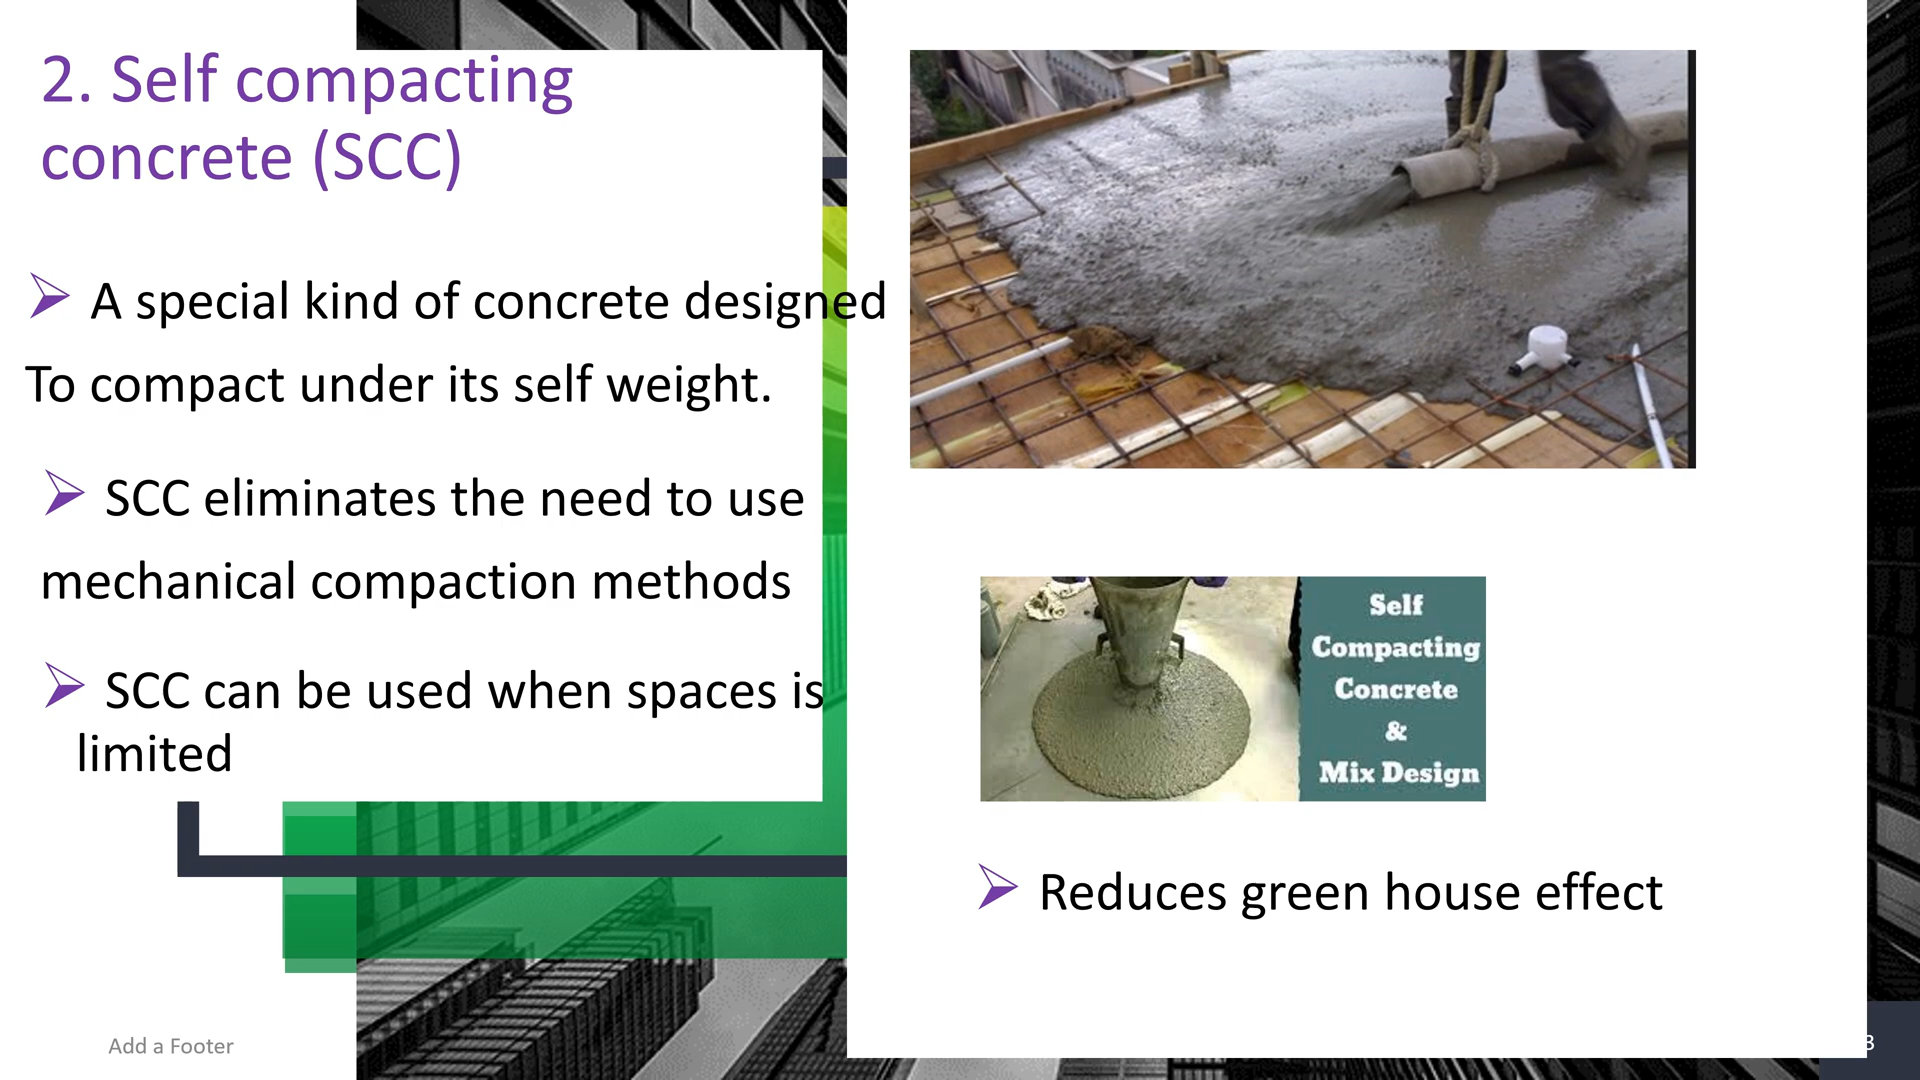 2. Self compacting
concrete (SCC)
A special kind of concrete designed
To compact under its self weight.
SCC eliminates the need to use
mechanical compaction methods
SCC can be used when spaces is
limited
Self
Compacting
Concrete
&
Mix Design
Reduces green house effect
Add a Footer
3